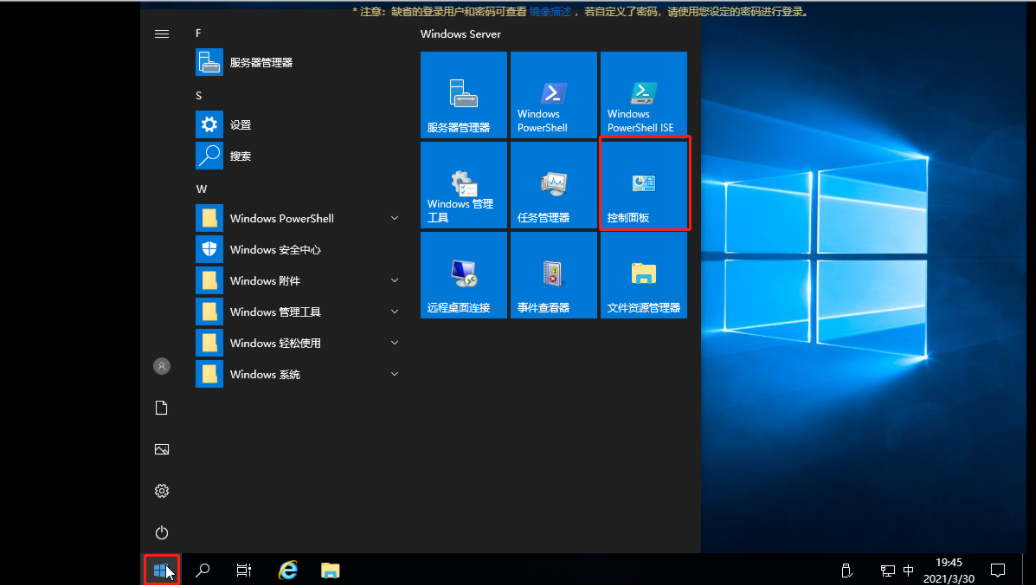 * 注意：缺省的登录用户和密码可查看 镜像描述 ，若自定义了密码，请使用您设定的密码进行登录。
F
服务器管理器
S
设置
搜索
W
Windows PowerShell
Windows 安全中心
Windows 附件
Windows 管理工具
Windows 轻松使用
Windows 系统
Windows Server
服务器管理器
Windows
PowerShell
Windows
PowerShell ISE
Windows 管理
工具
任务管理器
控制面板
远程桌面连接
事件查看器
文件资源管理器
中
19:45
2021/3/30